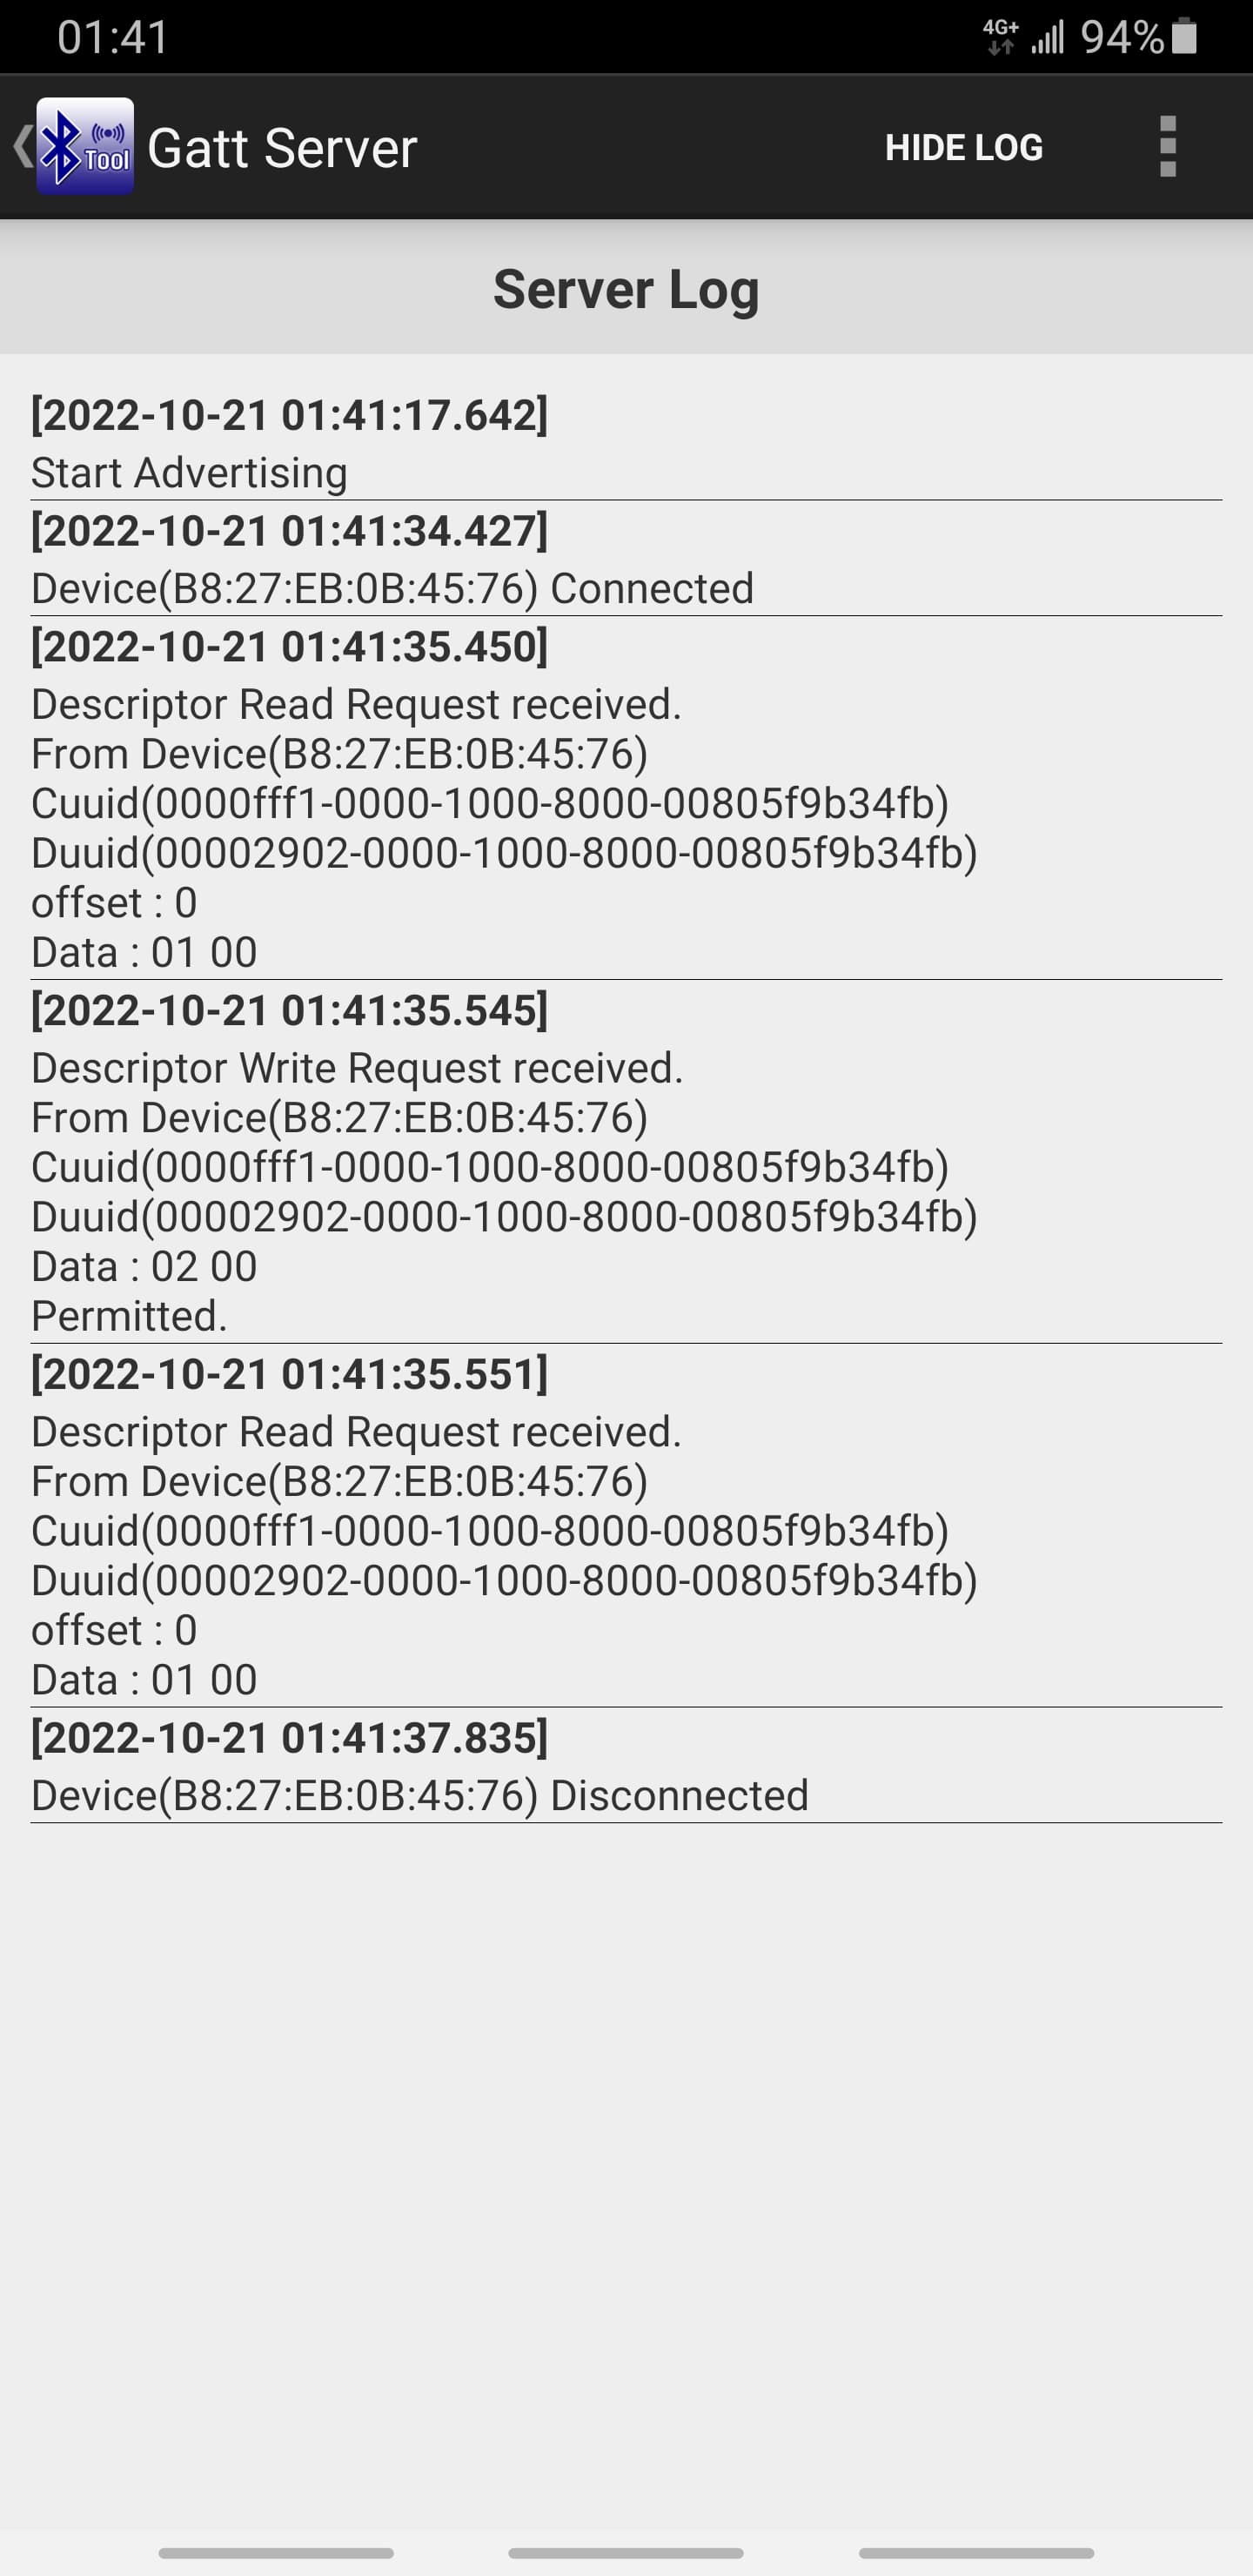 01:41
4G+ 94%
Tool
Gatt Server
HIDE LOG
Server Log
[2022-10-21 01:41:17.642]
Start Advertising
[2022-10-21 01:41:34.427]
Device(B8:27:EB:0B:45:76) Connected
[2022-10-21 01:41:35.450]
Descriptor Read Request received.
From Device(B8:27:EB:0B:45:76)
Cuuid(0000fff1-0000-1000-8000-00805f9b34fb)
Duuid(00002902-0000-1000-8000-00805f9b34fb)
offset : 0
Data : 01 00
[2022-10-21 01:41:35.545]
Descriptor Write Request received.
From Device(B8:27:EB:0B:45:76)
Cuuid(0000fff1-0000-1000-8000-00805f9b34fb)
Duuid(00002902-0000-1000-8000-00805f9b34fb)
Data : 02 00
Permitted.
[2022-10-21 01:41:35.551]
Descriptor Read Request received.
From Device(B8:27:EB:0B:45:76)
Cuuid(0000fff1-0000-1000-8000-00805f9b34fb)
Duuid(00002902-0000-1000-8000-00805f9b34fb)
offset : 0
Data : 01 00
[2022-10-21 01:41:37.835]
Device(B8:27:EB:0B:45:76) Disconnected